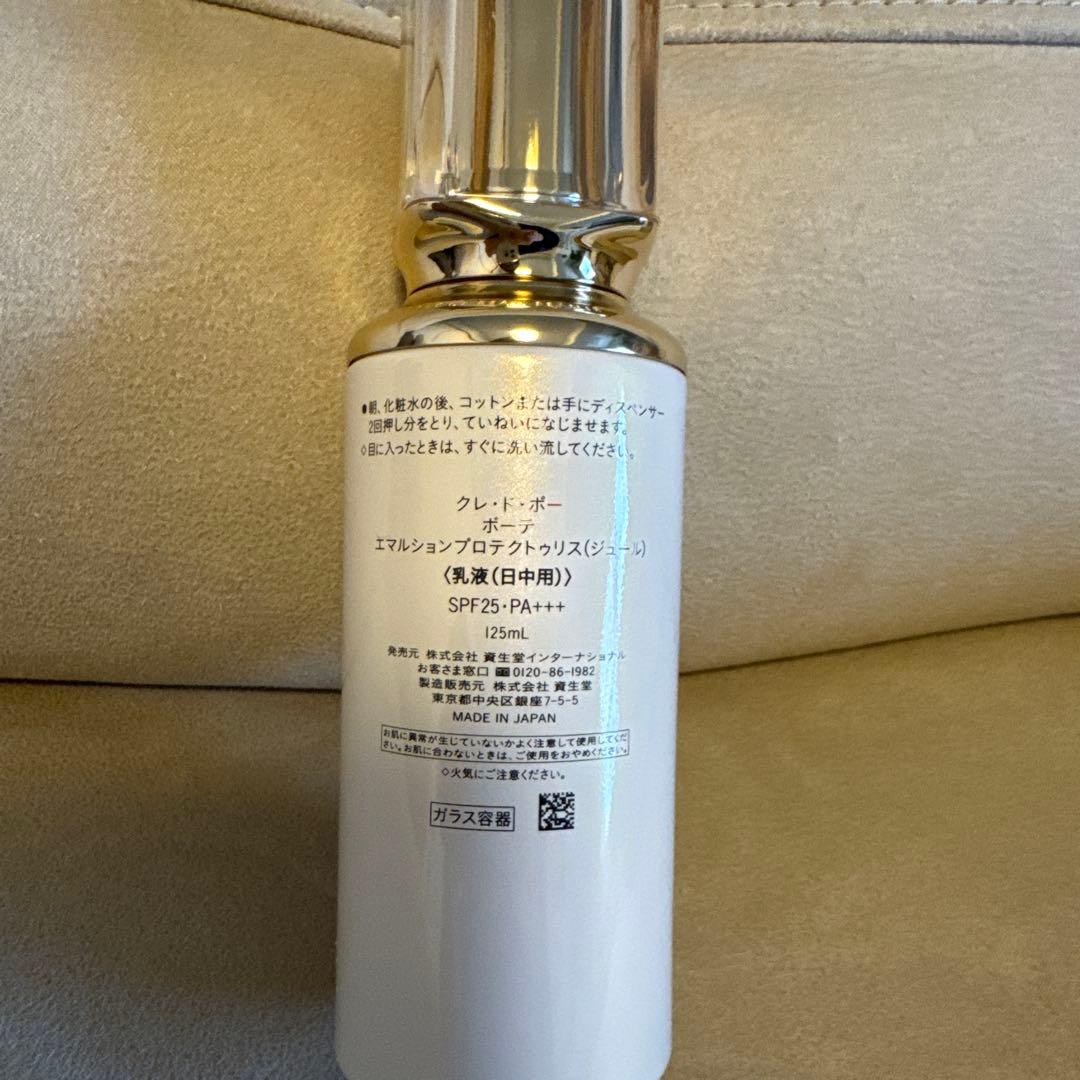 ●朝、化粧水の後、コットンまたは手にディスペンサー
2回押し分をとり、ていねいになじませます。
◇目に入ったときは、すぐに洗い流してください。
クレ・ド・ポー
ボーテ
エマルションプロテクトゥリス(ジュール)
〈乳液(日中用)〉
SPF25・PA+++
125mL
発売元 株式会社 資生堂インターナショナル
お客さま窓口 0120-86-1982
製造販売元 株式会社 資生堂
東京都中央区銀座7-5-5
MADE IN JAPAN
お肌に異常が生じていないかよく注意して使用してくだ
さい。お肌に合わないときは、ご使用をおやめください。
◇火気にご注意ください。
ガラス容器